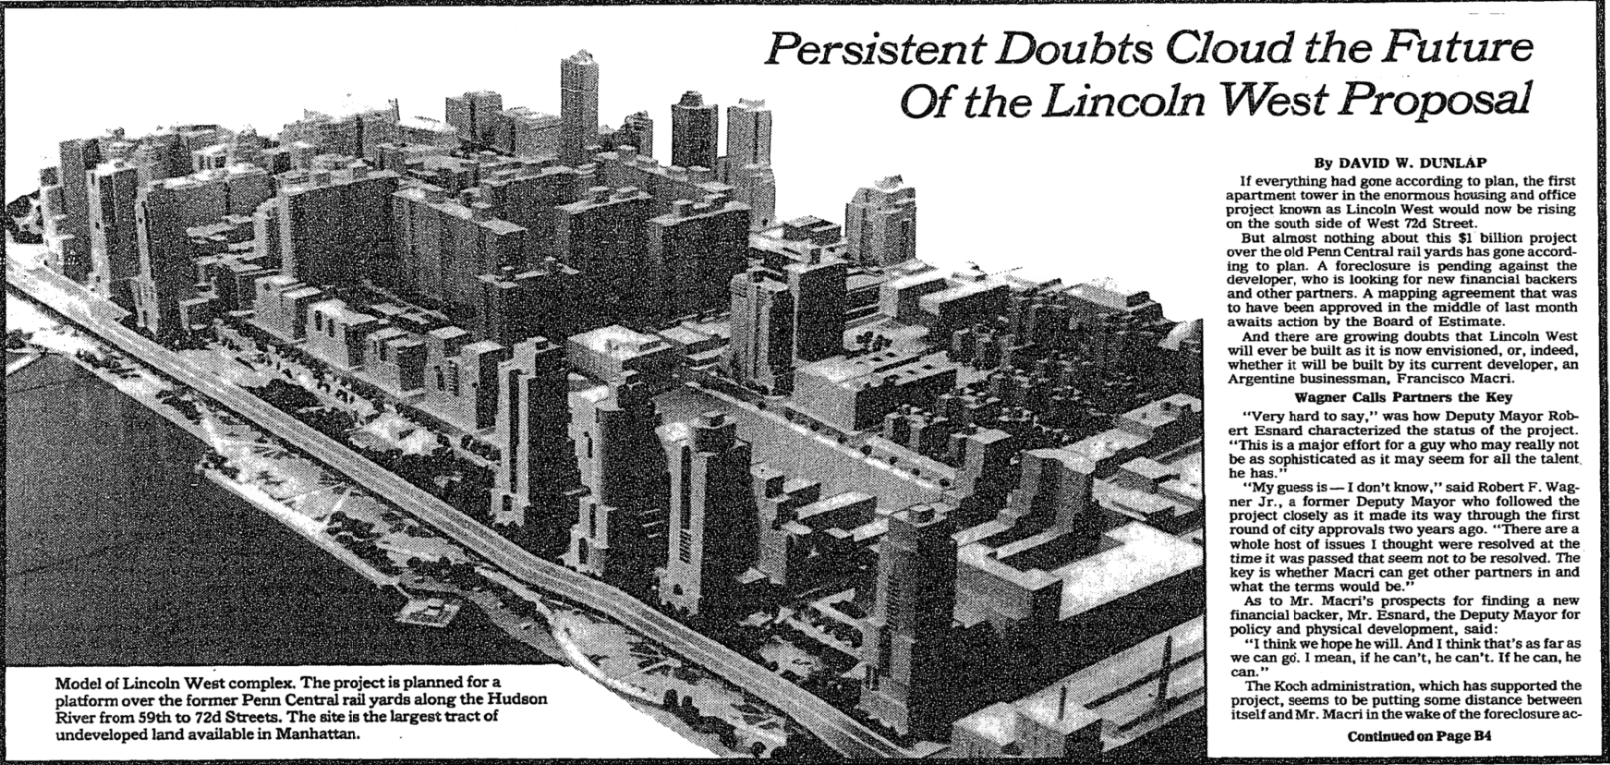 Persistent Doubts Cloud the Future
Of the Lincoln West Proposal
By DAVID W. DUNLAP
If everything had gone according to plan, the first
apartment tower in the enormous housing and office
project known as Lincoln West would now be rising
on the south side of West 72d Street.
But almost nothing about this $1 billion project
over the old Penn Central rail yards has gone accord-
ing to plan. A foreclosure is pending against the
developer, who is looking for new financial backers
and other partners. A mapping agreement that was
to have been approved in the middle of last month
awaits action by the Board of Estimate.
And there are growing doubts that Lincoln West
will ever be built as it is now envisioned, or, indeed,
whether it will be built by its current developer, an
Argentine businessman, Francisco Macri.
Wagner Calls Partners the Key
"Very hard to say," was how Deputy Mayor Rob-
ert Esnard characterized the status of the project.
"This is a major effort for a guy who may really not
be as sophisticated as it may seem for all the talent
he has."
"My guess is — I don't know," said Robert F. Wag-
ner Jr., a former Deputy Mayor who followed the
project closely as it made its way through the first
round of city approvals two years ago. "There are a
whole host of issues I thought were resolved at the
time it was passed that seem not to be resolved. The
key is whether Macri can get other partners in and
what the terms would be."
As to Mr. Macri's prospects for finding a new
financial backer, Mr. Esnard, the Deputy Mayor for
policy and physical development, said:
"I think we hope he will. And I think that's as far as
we can go. I mean, if he can't, he can't. If he can, he
can."
The Koch administration, which has supported the
project, seems to be putting some distance between
itself and Mr. Macri in the wake of the foreclosure ac-
Continued on Page B4
Model of Lincoln West complex. The project is planned for a
platform over the former Penn Central rail yards along the Hudson
River from 59th to 72d Streets. The site is the largest tract of
undeveloped land available in Manhattan.